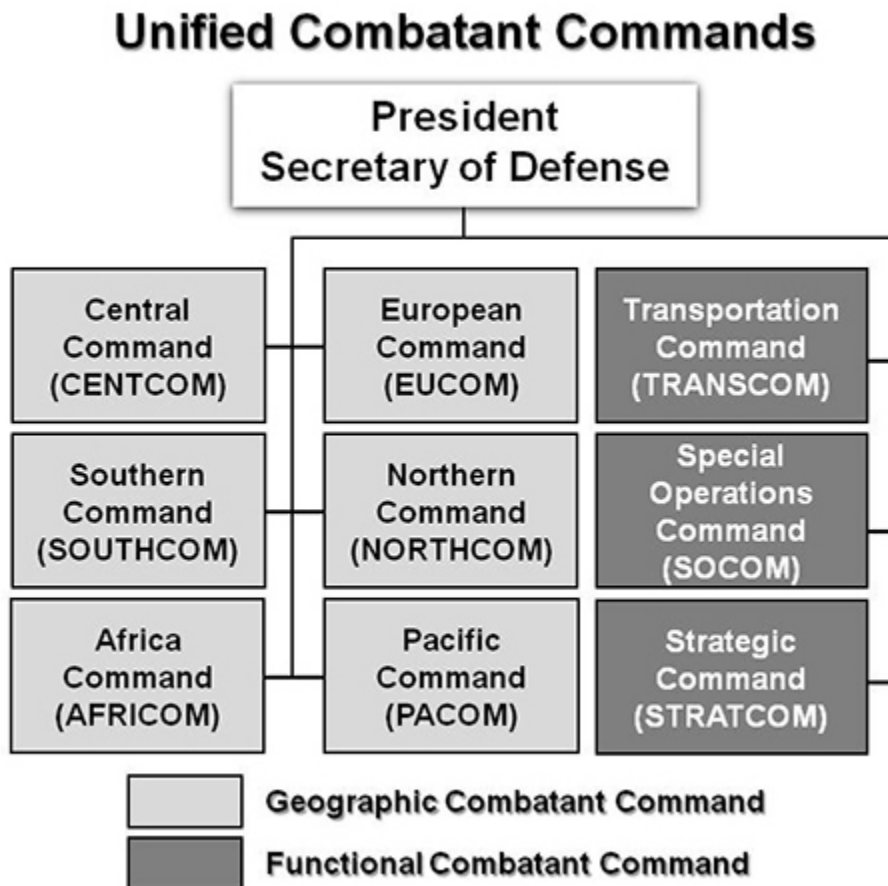 Unified Combatant Commands
President
Secretary of Defense
Central
Command
(CENTCOM)
European
Command
(EUCOM)
Transportation
Command
(TRANSCOM)
Southern
Command
(SOUTHCOM)
Northern
Command
(NORTHCOM)
Special
Operations
Command
(SOCOM)
Africa
Command
(AFRICOM)
Pacific
Command
(PACOM)
Strategic
Command
(STRATCOM)
Geographic Combatant Command
Functional Combatant Command